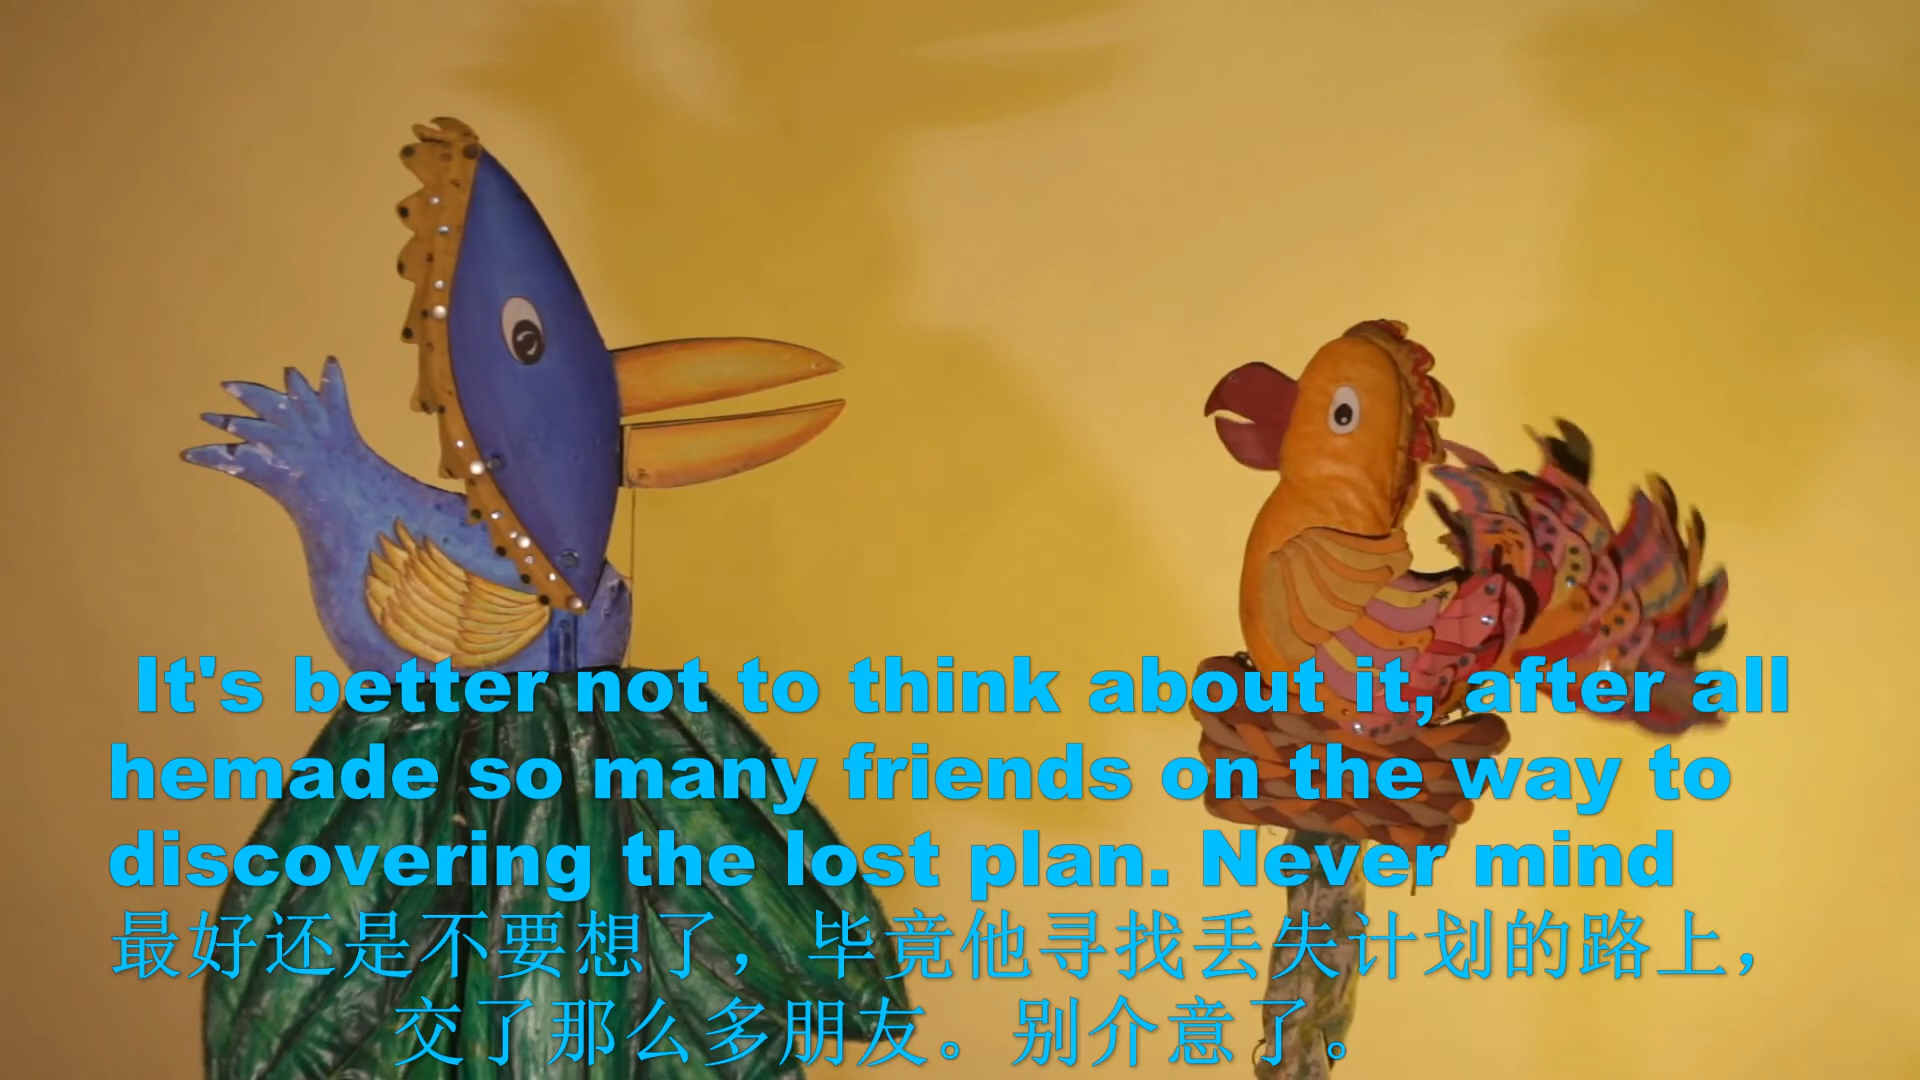 It's better not to think about it, after all
hemade so many friends on the way to
discovering the lost plan. Never mind
最好还是不要想了，毕竟他寻找丢失计划的路上，
交了那么多朋友。别介意了。